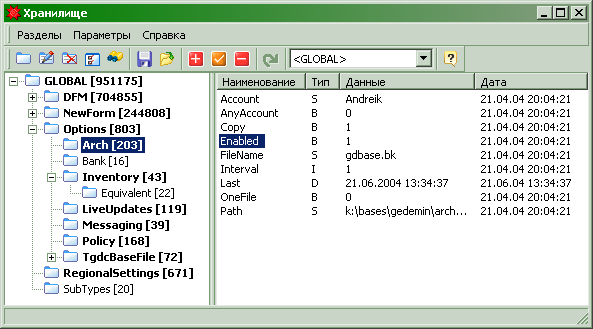 Хранилище
Разделы Параметры Справка
<GLOBAL>
GLOBAL [951175]
DFM [704855]
NewForm [244808]
Options [803]
Arch [203]
Bank [16]
Inventory [43]
Equivalent [22]
LiveUpdates [119]
Messaging [39]
Policy [168]
TgdcBaseFile [72]
RegionalSettings [671]
SubTypes [20]
Наименование Тип Данные Дата
Account S Andreik 21.04.04 20:04:21
AnyAccount B 0 21.04.04 20:04:21
Copy B 1 21.04.04 20:04:21
Enabled B 1 21.04.04 20:04:21
FileName S gdbase.bk 21.04.04 20:04:21
Interval I 1 21.04.04 20:04:21
Last D 21.06.2004 13:34:37 21.06.04 13:34:37
OneFile B 0 21.04.04 20:04:21
Path S k:\bases\gedemin\arch... 21.04.04 20:04:21